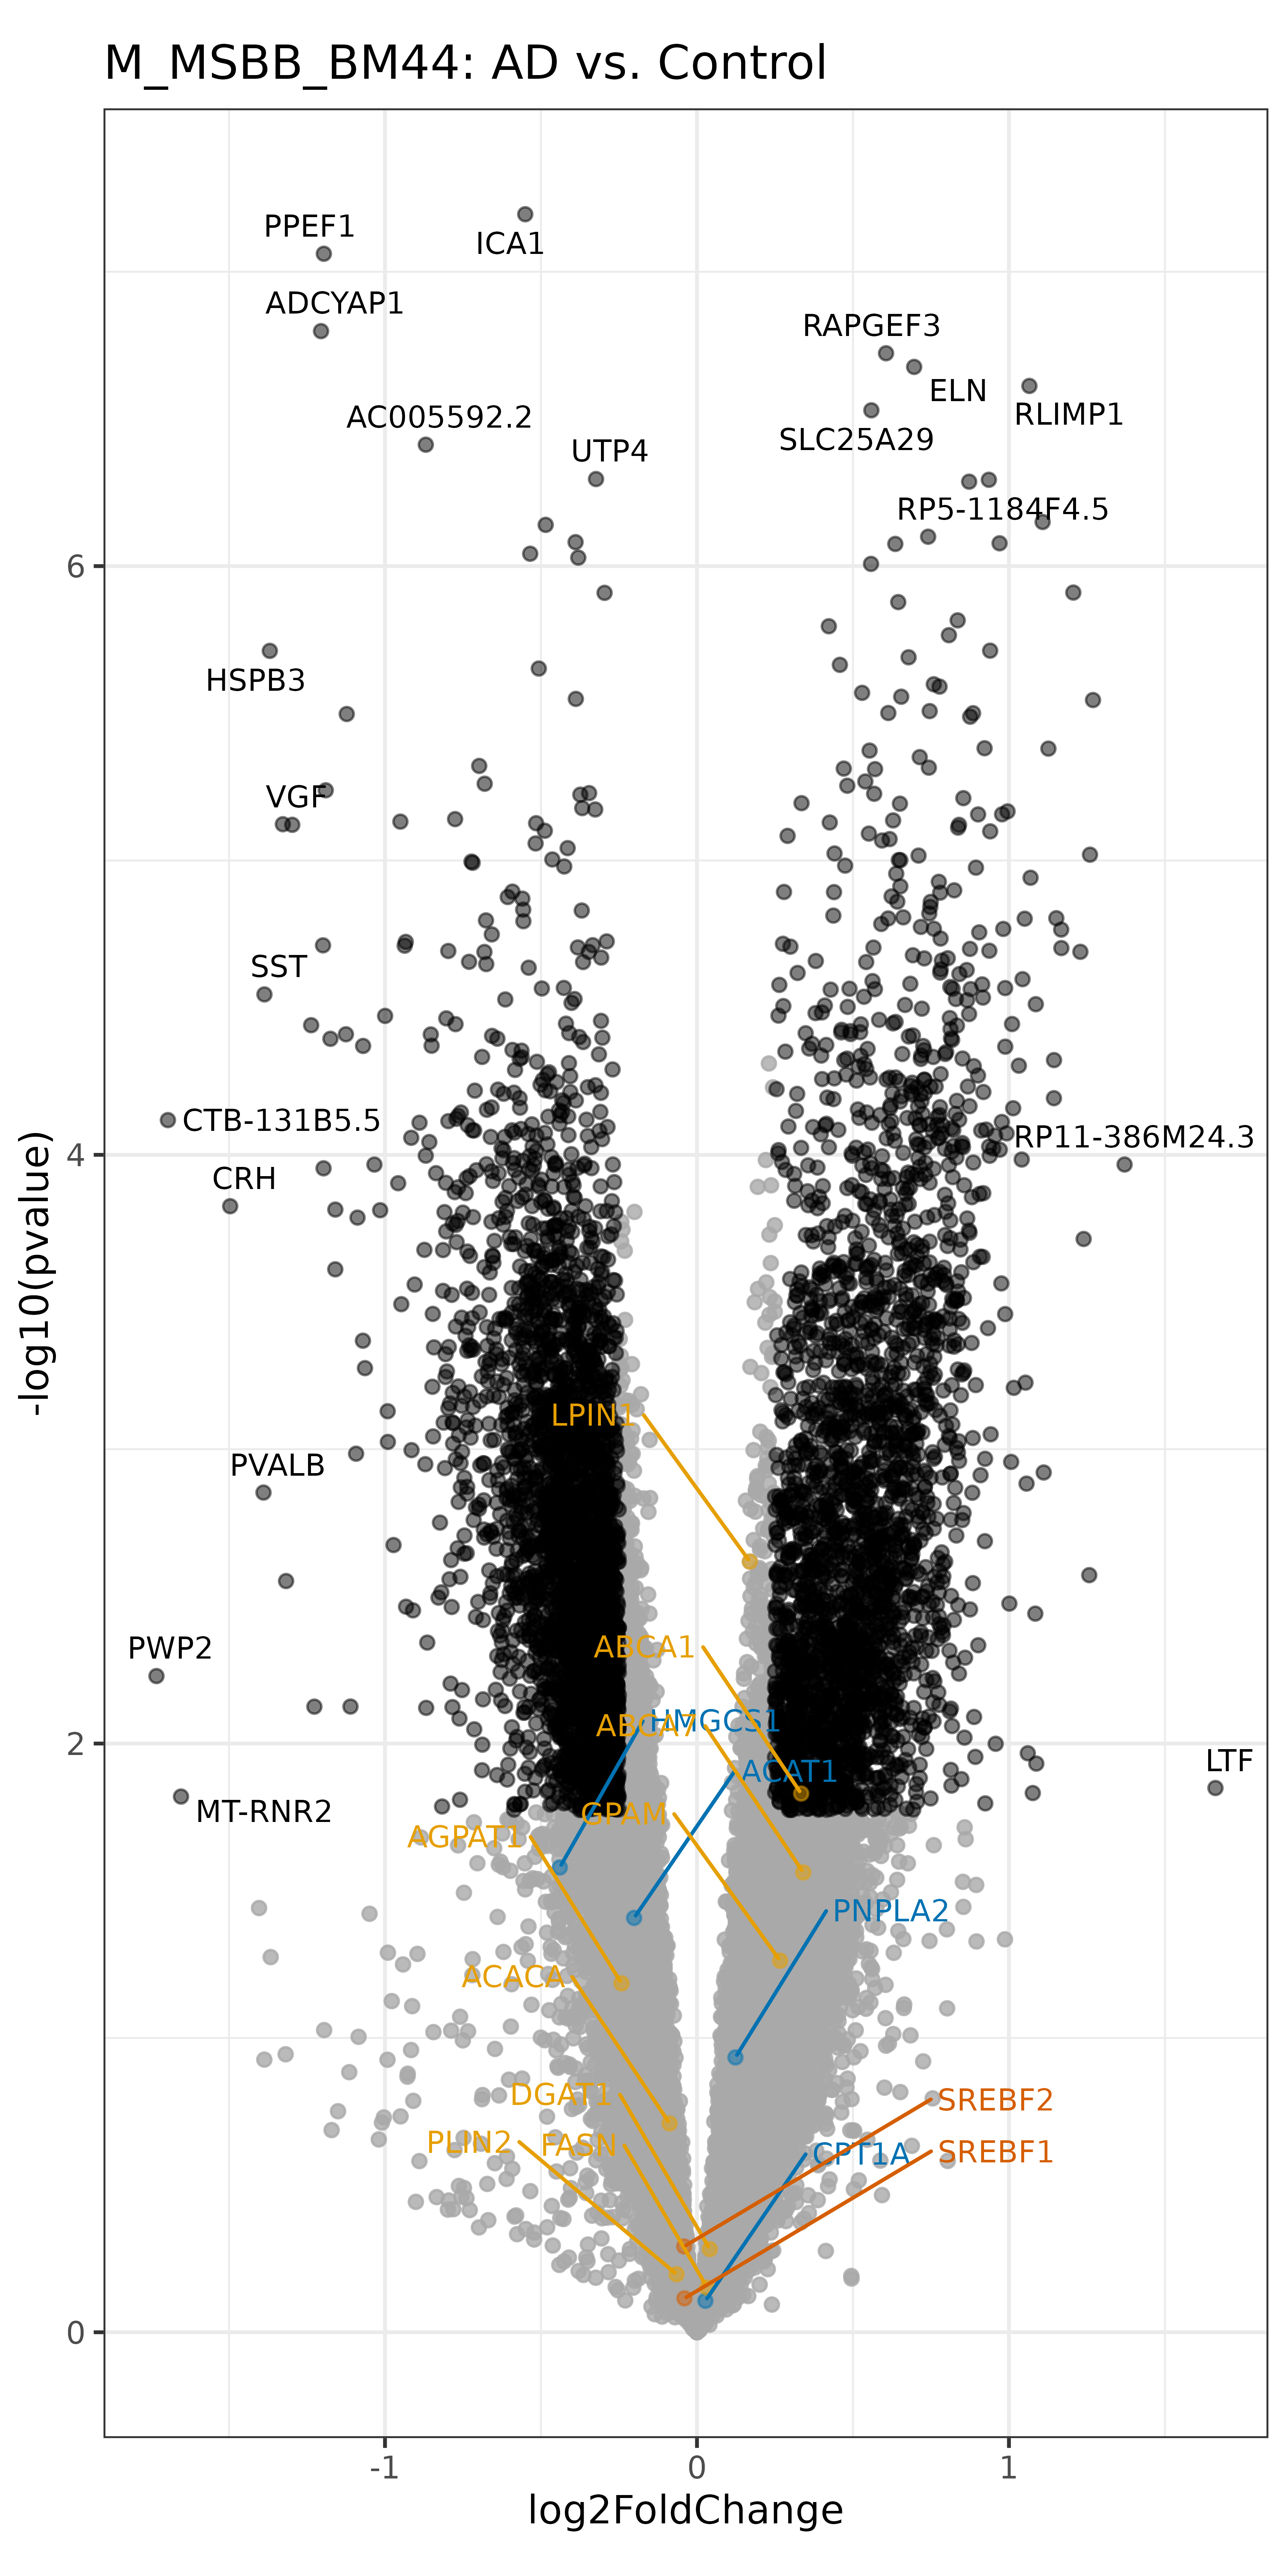 M_MSBB_BM44: AD vs. Control
PPEF1
ICA1
ADCYAP1
RAPGEF3
ELN
RLIMP1
AC005592.2
SLC25A29
UTP4
RP5-1184F4.5
6
HSPB3
VGF
SST
CTB-131B5.5
RP11-386M24.3
4
CRH
-log10(pvalue)
LPIN1
PVALB
ABCA1
PWP2
HMGCS1
ABCA7
2
LTF
ACAT1
MT-RNR2
GPAM
AGPAT1
PNPLA2
ACACA
DGAT1
SREBF2
PLIN2
FASN
SREBF1
CPT1A
0
-1
0
1
log2FoldChange